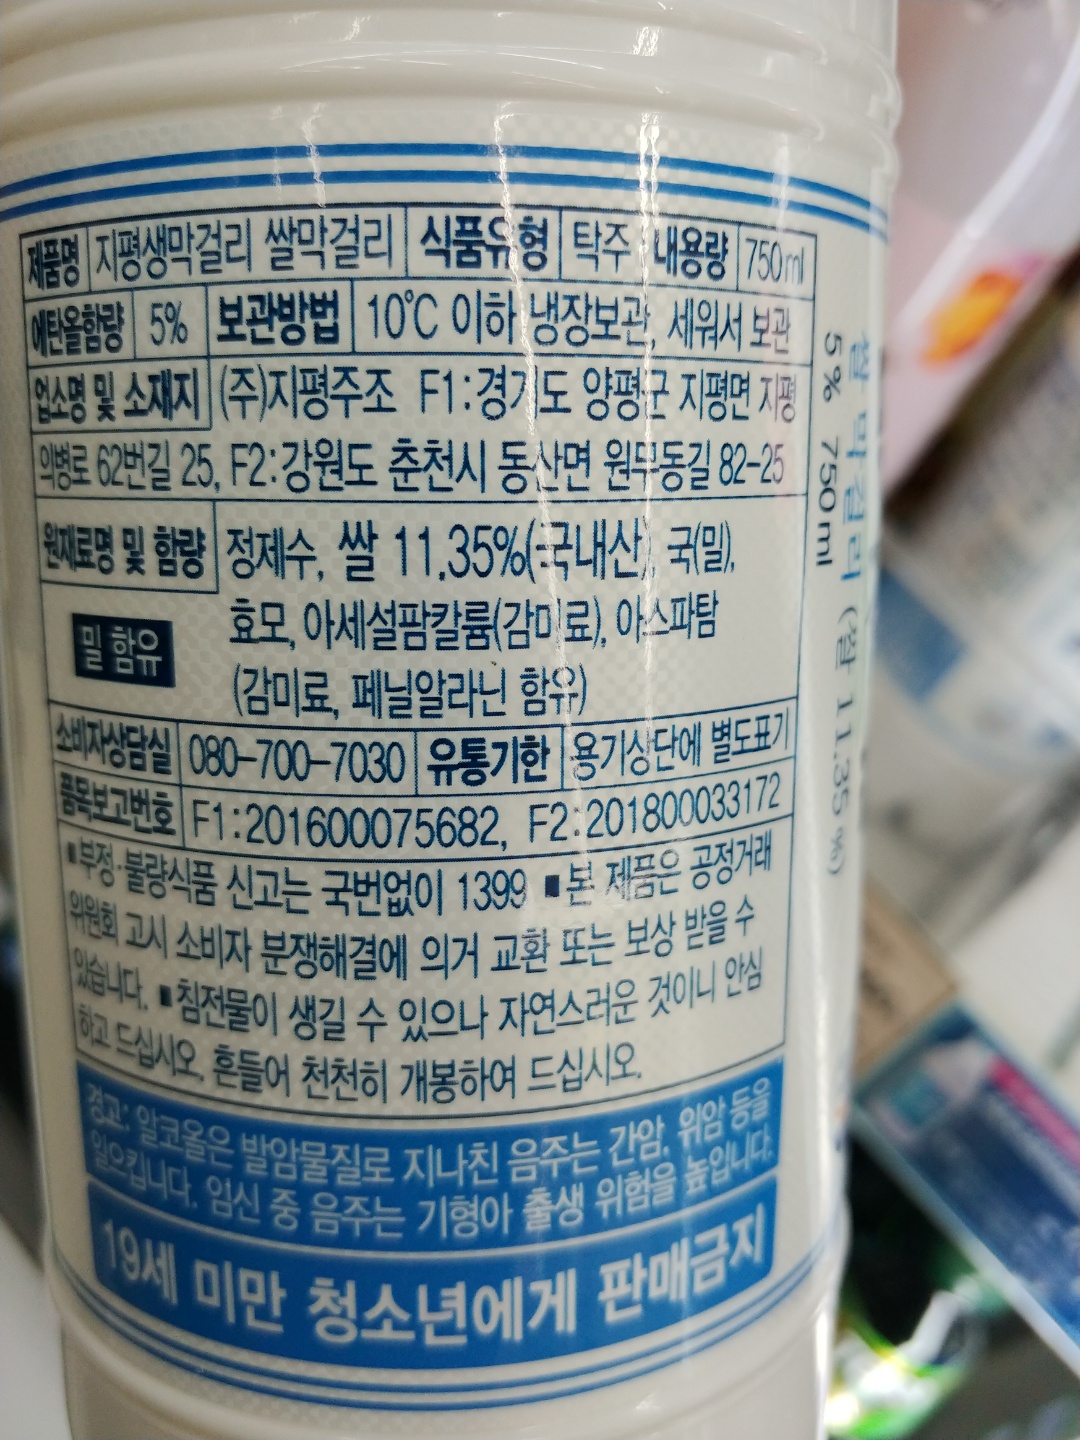 제품명 지평생막걸리 쌀막걸리 식품유형 탁주 내용량 750ml
에탄올함량 5% 보관방법 10℃ 이하 냉장보관, 세워서 보관
업소명 및 소재지 (주)지평주조 F1:경기도 양평군 지평면 지평
의병로 62번길 25, F2:강원도 춘천시 동산면 원무동길 82-25
원재료명 및 함량 정제수, 쌀 11.35%(국내산), 국(밀),
밀 함유 효모, 아세설팜칼륨(감미료), 아스파탐
(감미료, 페닐알라닌 함유)
소비자상담실 080-700-7030 유통기한 용기상단에 별도표기
품목보고번호 F1:201600075682, F2:201800033172
■부정·불량식품 신고는 국번없이 1399 ■본 제품은 공정거래
위원회 고시 소비자 분쟁해결에 의거 교환 또는 보상 받을 수
있습니다. ■침전물이 생길 수 있으나 자연스러운 것이니 안심
하고 드십시오. 흔들어 천천히 개봉하여 드십시오.
경고: 알코올은 발암물질로 지나친 음주는 간암, 위암 등을
일으킵니다. 임신 중 음주는 기형아 출생 위험을 높입니다.
19세 미만 청소년에게 판매금지
쌀막걸리 (쌀 11.35%)
5% 750ml